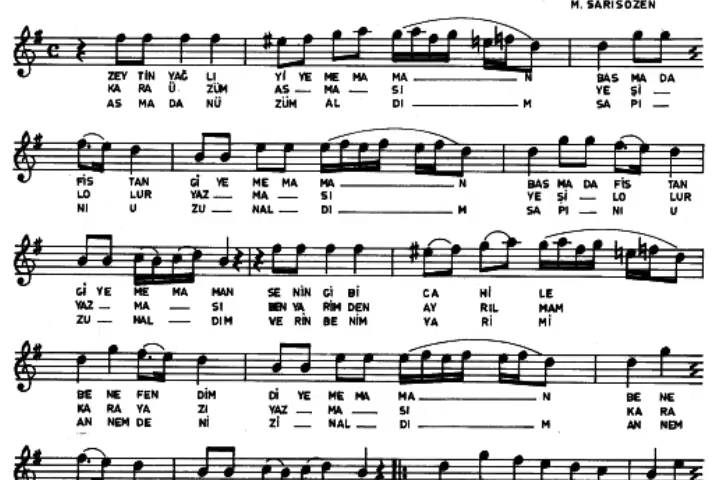 M. SARISÖZEN
ZEY TİN YAĞ LI YI YE ME MA MA N BAS MA DA
KA RA Ü ZÜM AS MA SI YE Şİ
AS MA DA NÜ ZÜM AL DI M SA PI
FİS TAN Gİ YE ME MA MA N BAS MA DA FİS TAN
LO LUR YAZ MA SI YE Şİ LO LUR
NI U ZU NAL DI M SA PI NI U
Gİ YE ME MA MAN SE NİN Gİ Bİ CA Hİ LE
YAZ MA SI BEN YA RİM DEN AY RIL MAM
ZU NAL DIM VE RİN BE NİM YA Rİ Mİ
BE NE FEN DİM Dİ YE ME MA MA N BE NE
KA RA YA ZI YAZ MA SI KA RA
AN NEM DE Nİ Zİ NAL DI M AN NEM